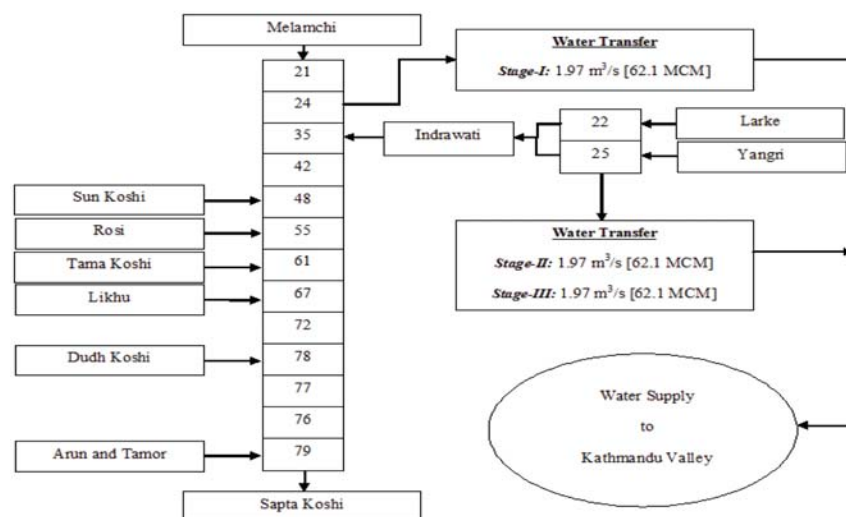 Melamchi
21
24
35
42
48
55
61
67
72
78
77
76
79
Sapta Koshi
Sun Koshi
Rosi
Tama Koshi
Likhu
Dudh Koshi
Arun and Tamor
Water Transfer
Stage-I: 1.97 m³/s [62.1 MCM]
Indrawati
22
25
Larke
Yangri
Water Transfer
Stage-II: 1.97 m³/s [62.1 MCM]
Stage-III: 1.97 m³/s [62.1 MCM]
Water Supply
to
Kathmandu Valley